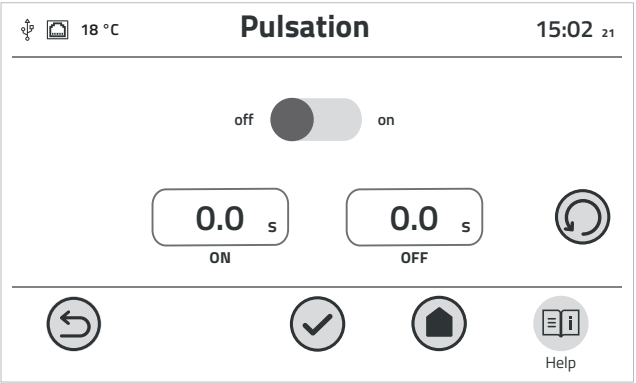 18 °C Pulsation 15:02 21
off on
0.0 s 0.0 s
ON OFF
i
Help